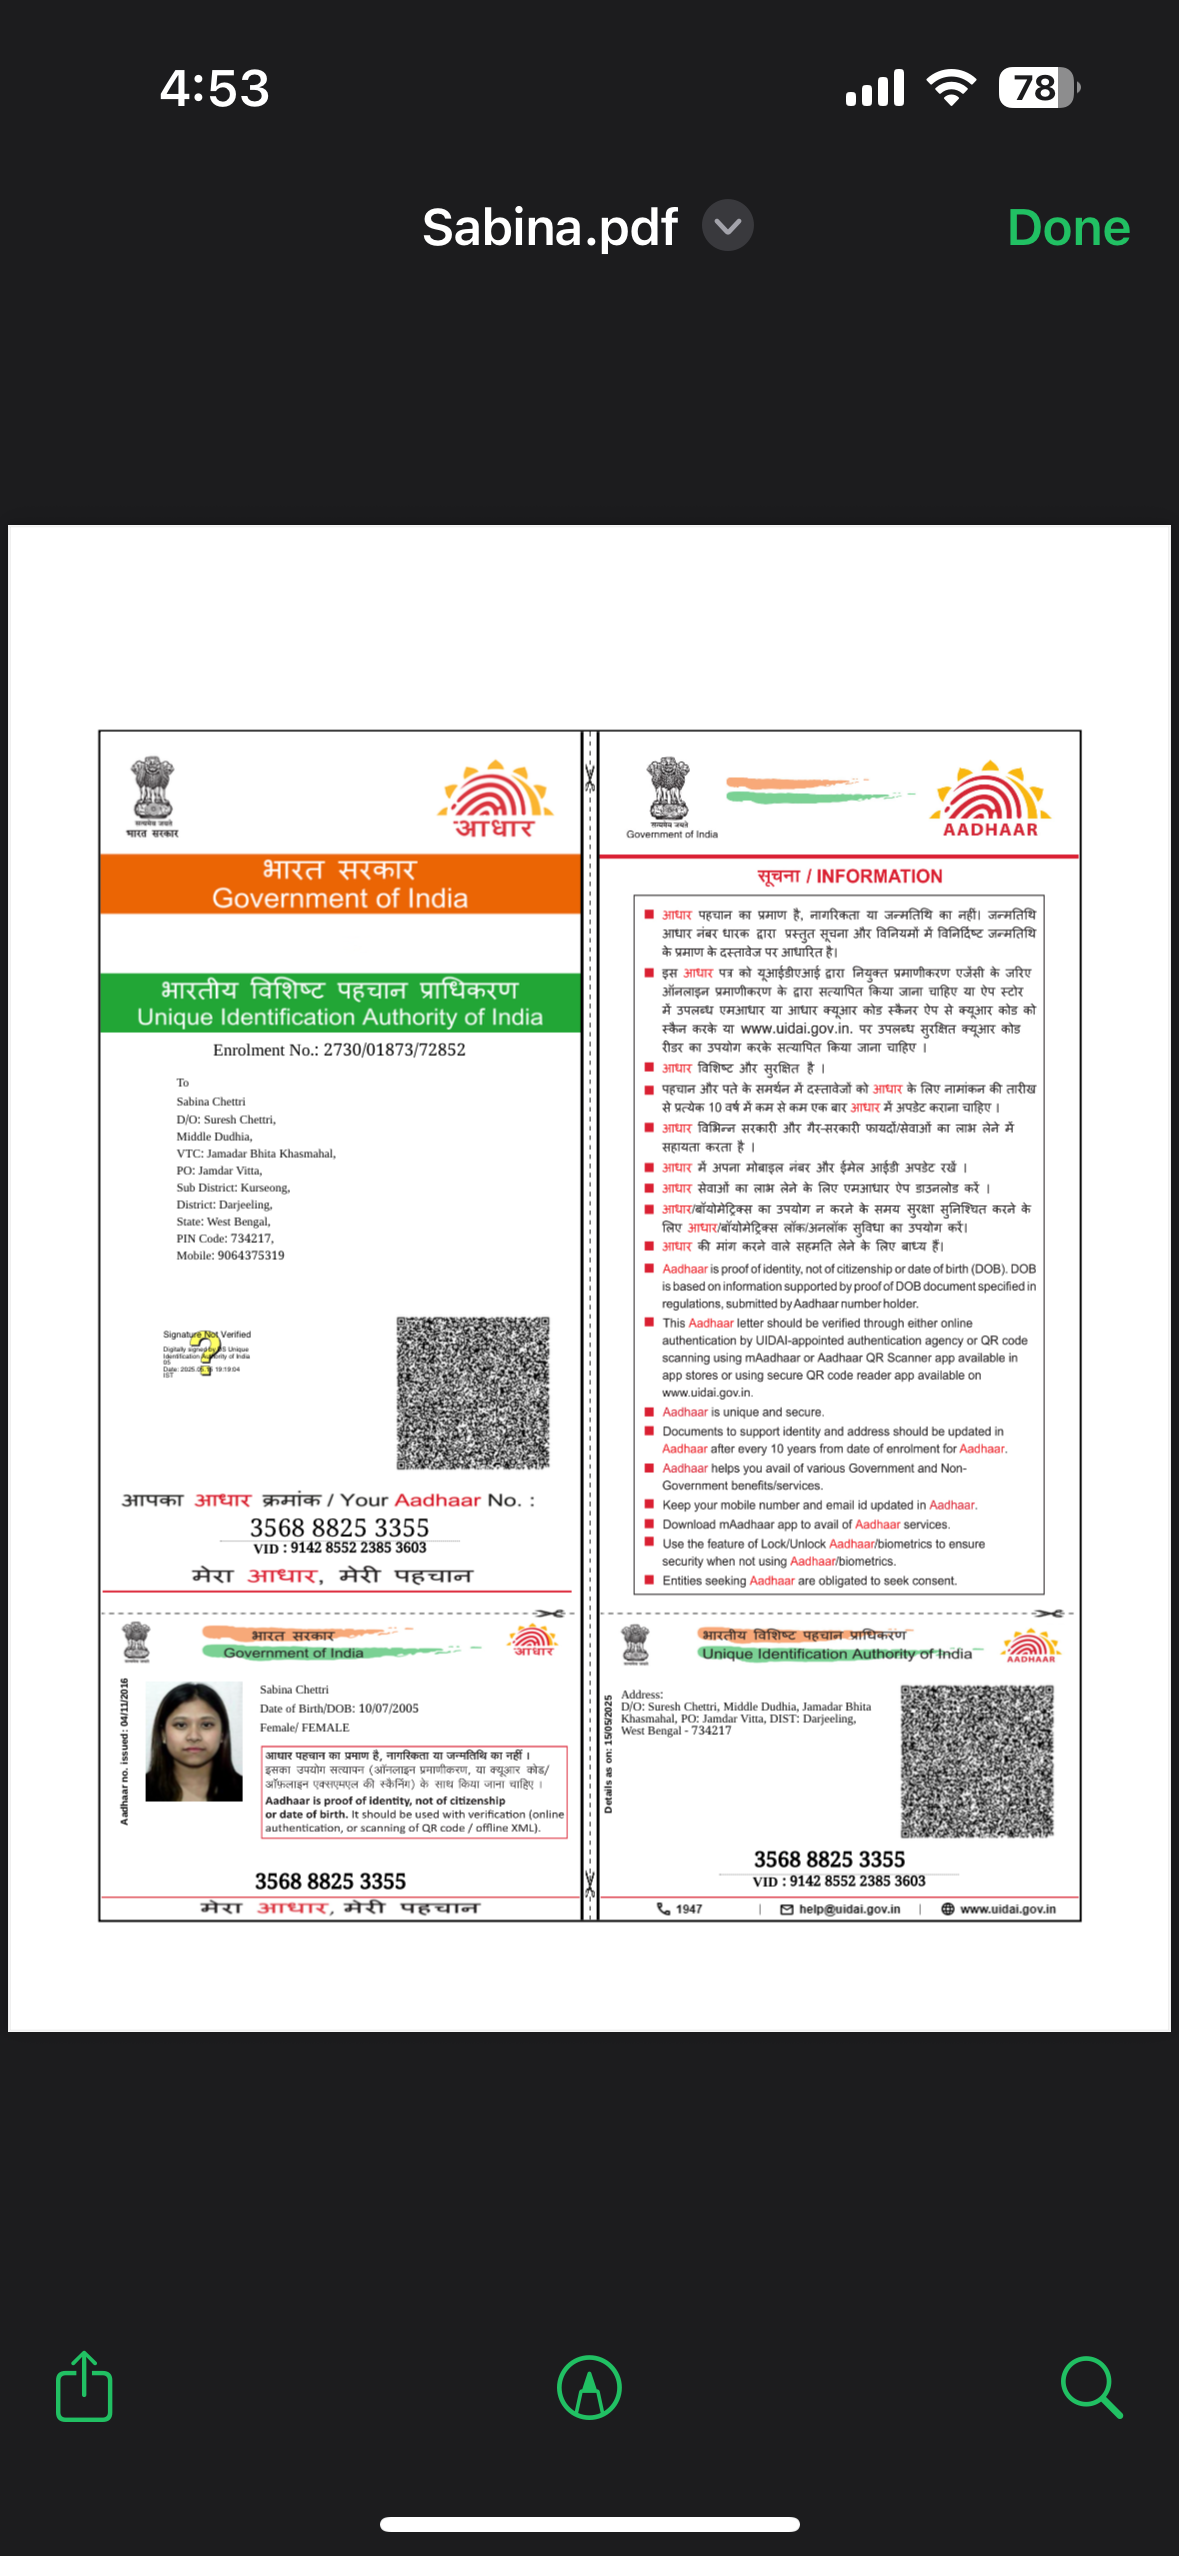 4:53
78
Sabina.pdf
Done
सत्यमेव जयते
भारत सरकार
आधार
भारत सरकार
Government of India
भारतीय विशिष्ट पहचान प्राधिकरण
Unique Identification Authority of India
Enrolment No.: 2730/01873/72852
To
Sabina Chettri
D/O: Suresh Chettri,
Middle Dudhia,
VTC: Jamadar Bhita Khasmahal,
PO: Jamdar Vitta,
Sub District: Kurseong,
District: Darjeeling,
State: West Bengal,
PIN Code: 734217,
Mobile: 9064375319
Signature Not Verified
Digitally signed by DS Unique
Identification Authority of India
05
Date: 2025. 19:19:04
IST
आपका आधार क्रमांक / Your Aadhaar No. :
3568 8825 3355
VID : 9142 8552 2385 3603
मेरा आधार, मेरी पहचान
सत्यमेव जयते
Government of India
AADHAAR
सूचना / INFORMATION
आधार पहचान का प्रमाण है, नागरिकता या जन्मतिथि का नहीं। जन्मतिथि
आधार नंबर धारक द्वारा प्रस्तुत सूचना और विनियमों में विनिर्दिष्ट जन्मतिथि
के प्रमाण के दस्तावेज पर आधारित है।
इस आधार पत्र को यूआईडीएआई द्वारा नियुक्त प्रमाणीकरण एजेंसी के जरिए
ऑनलाइन प्रमाणीकरण के द्वारा सत्यापित किया जाना चाहिए या ऐप स्टोर
में उपलब्ध एमआधार या आधार क्यूआर कोड स्कैनर ऐप से क्यूआर कोड को
स्कैन करके या www.uidai.gov.in. पर उपलब्ध सुरक्षित क्यूआर कोड
रीडर का उपयोग करके सत्यापित किया जाना चाहिए ।
आधार विशिष्ट और सुरक्षित है ।
पहचान और पते के समर्थन में दस्तावेजों को आधार के लिए नामांकन की तारीख
से प्रत्येक 10 वर्ष में कम से कम एक बार आधार में अपडेट कराना चाहिए ।
आधार विभिन्न सरकारी और गैर-सरकारी फायदों/सेवाओं का लाभ लेने में
सहायता करता है ।
आधार में अपना मोबाइल नंबर और ईमेल आईडी अपडेट रखें ।
आधार सेवाओं का लाभ लेने के लिए एमआधार ऐप डाउनलोड करें ।
आधार/बॉयोमेट्रिक्स का उपयोग न करने के समय सुरक्षा सुनिश्चित करने के
लिए आधार/बॉयोमेट्रिक्स लॉक/अनलॉक सुविधा का उपयोग करें।
आधार की मांग करने वाले सहमति लेने के लिए बाध्य हैं।
Aadhaar is proof of identity, not of citizenship or date of birth (DOB). DOB
is based on information supported by proof of DOB document specified in
regulations, submitted by Aadhaar number holder.
This Aadhaar letter should be verified through either online
authentication by UIDAI-appointed authentication agency or QR code
scanning using mAadhaar or Aadhaar QR Scanner app available in
app stores or using secure QR code reader app available on
www.uidai.gov.in.
Aadhaar is unique and secure.
Documents to support identity and address should be updated in
Aadhaar after every 10 years from date of enrolment for Aadhaar.
Aadhaar helps you avail of various Government and Non-
Government benefits/services.
Keep your mobile number and email id updated in Aadhaar.
Download mAadhaar app to avail of Aadhaar services.
Use the feature of Lock/Unlock Aadhaar/biometrics to ensure
security when not using Aadhaar/biometrics.
Entities seeking Aadhaar are obligated to seek consent.
भारत सरकार
Government of India
आधार
Aadhaar no. issued: 04/11/2016
Sabina Chettri
Date of Birth/DOB: 10/07/2005
Female/ FEMALE
आधार पहचान का प्रमाण है, नागरिकता या जन्मतिथि का नहीं ।
इसका उपयोग सत्यापन (ऑनलाइन प्रमाणीकरण, या क्यूआर कोड/
ऑफ़लाइन एक्सएमएल की स्कैनिंग) के साथ किया जाना चाहिए ।
Aadhaar is proof of identity, not of citizenship
or date of birth. It should be used with verification (online
authentication, or scanning of QR code / offline XML).
3568 8825 3355
मेरा आधार, मेरी पहचान
भारतीय विशिष्ट पहचान प्राधिकरण
Unique Identification Authority of India
AADHAAR
Details as on: 15/05/2025
Address:
D/O: Suresh Chettri, Middle Dudhia, Jamadar Bhita
Khasmahal, PO: Jamdar Vitta, DIST: Darjeeling,
West Bengal - 734217
3568 8825 3355
VID : 9142 8552 2385 3603
1947 | help@uidai.gov.in | www.uidai.gov.in